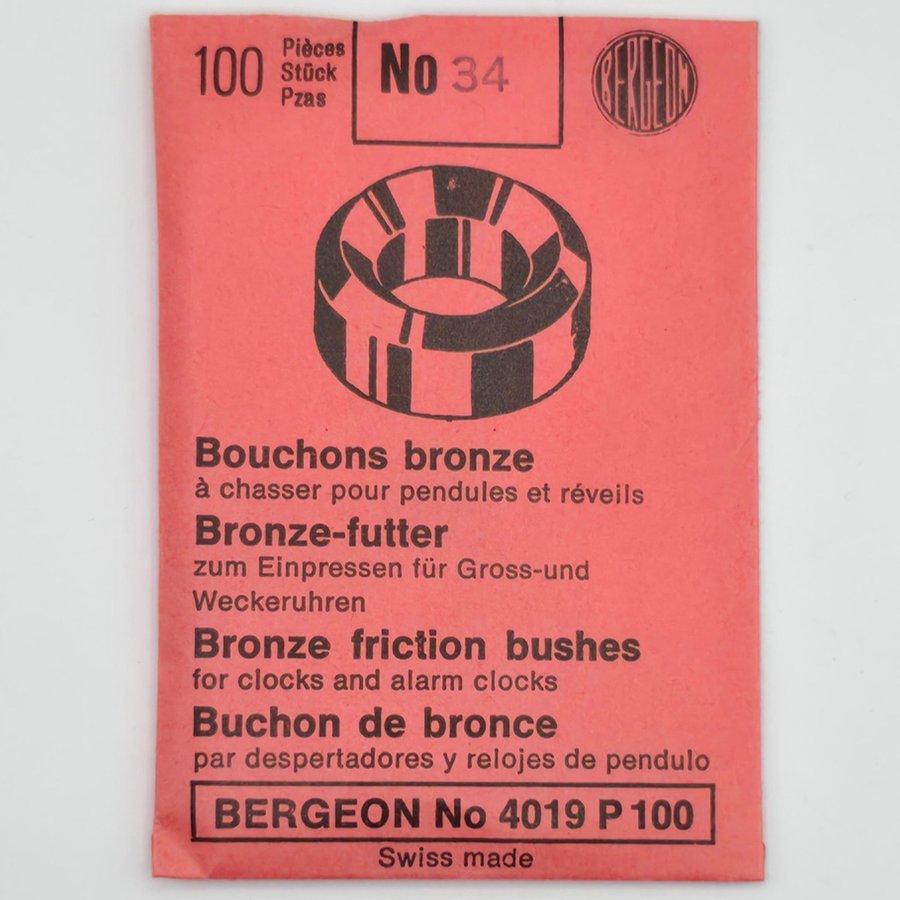 100 Pièces
Stück
Pzas
No 34
BERGEON
Bouchons bronze
à chasser pour pendules et réveils
Bronze-futter
zum Einpressen für Gross-und
Weckeruhren
Bronze friction bushes
for clocks and alarm clocks
Buchon de bronce
par despertadores y relojes de pendulo
BERGEON No 4019 P 100
Swiss made